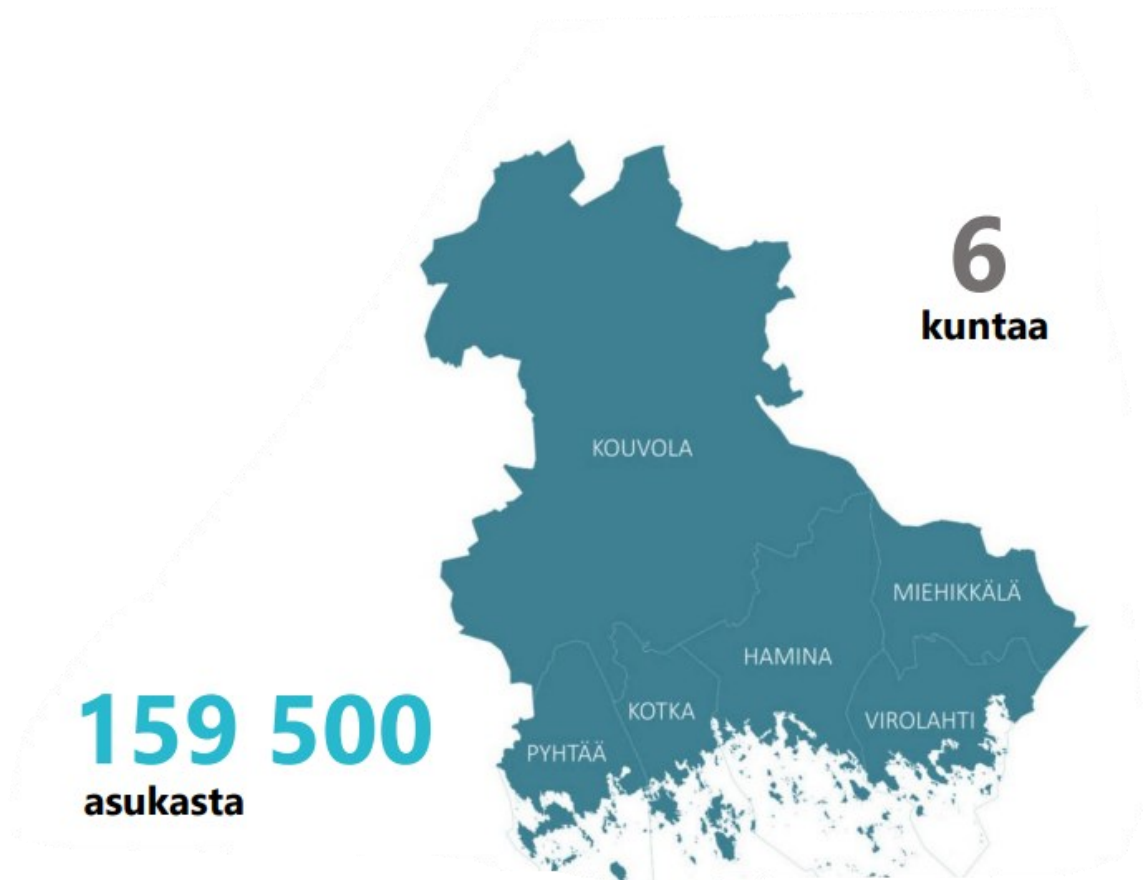 6
kuntaa
KOUVOLA
MIEHIKKÄLÄ
HAMINA
KOTKA
VIROLAHTI
PYHTÄÄ
159 500
asukasta